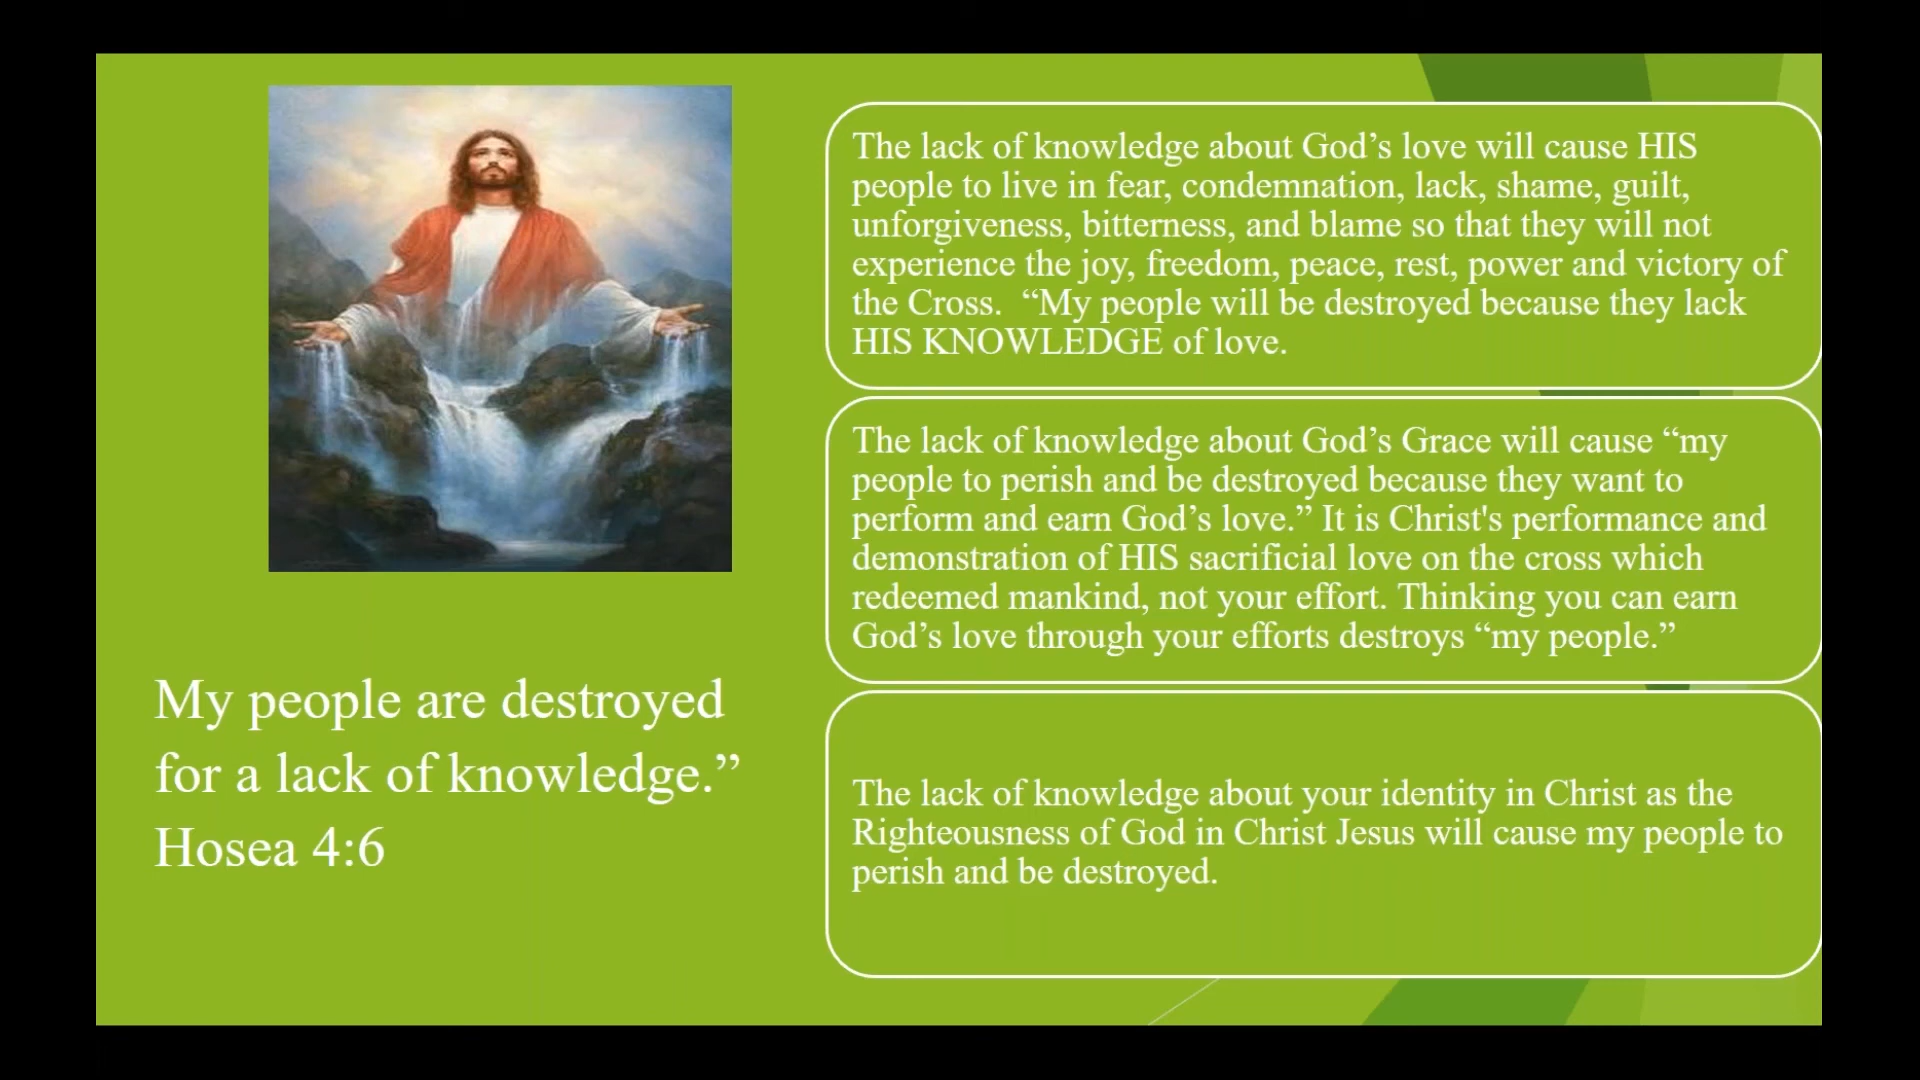 My people are destroyed
for a lack of knowledge.”
Hosea 4:6
The lack of knowledge about God’s love will cause HIS
people to live in fear, condemnation, lack, shame, guilt,
unforgiveness, bitterness, and blame so that they will not
experience the joy, freedom, peace, rest, power and victory of
the Cross.  “My people will be destroyed because they lack
HIS KNOWLEDGE of love.
The lack of knowledge about God’s Grace will cause “my
people to perish and be destroyed because they want to
perform and earn God’s love.” It is Christ's performance and
demonstration of HIS sacrificial love on the cross which
redeemed mankind, not your effort. Thinking you can earn
God’s love through your efforts destroys “my people.”
The lack of knowledge about your identity in Christ as the
Righteousness of God in Christ Jesus will cause my people to
perish and be destroyed.